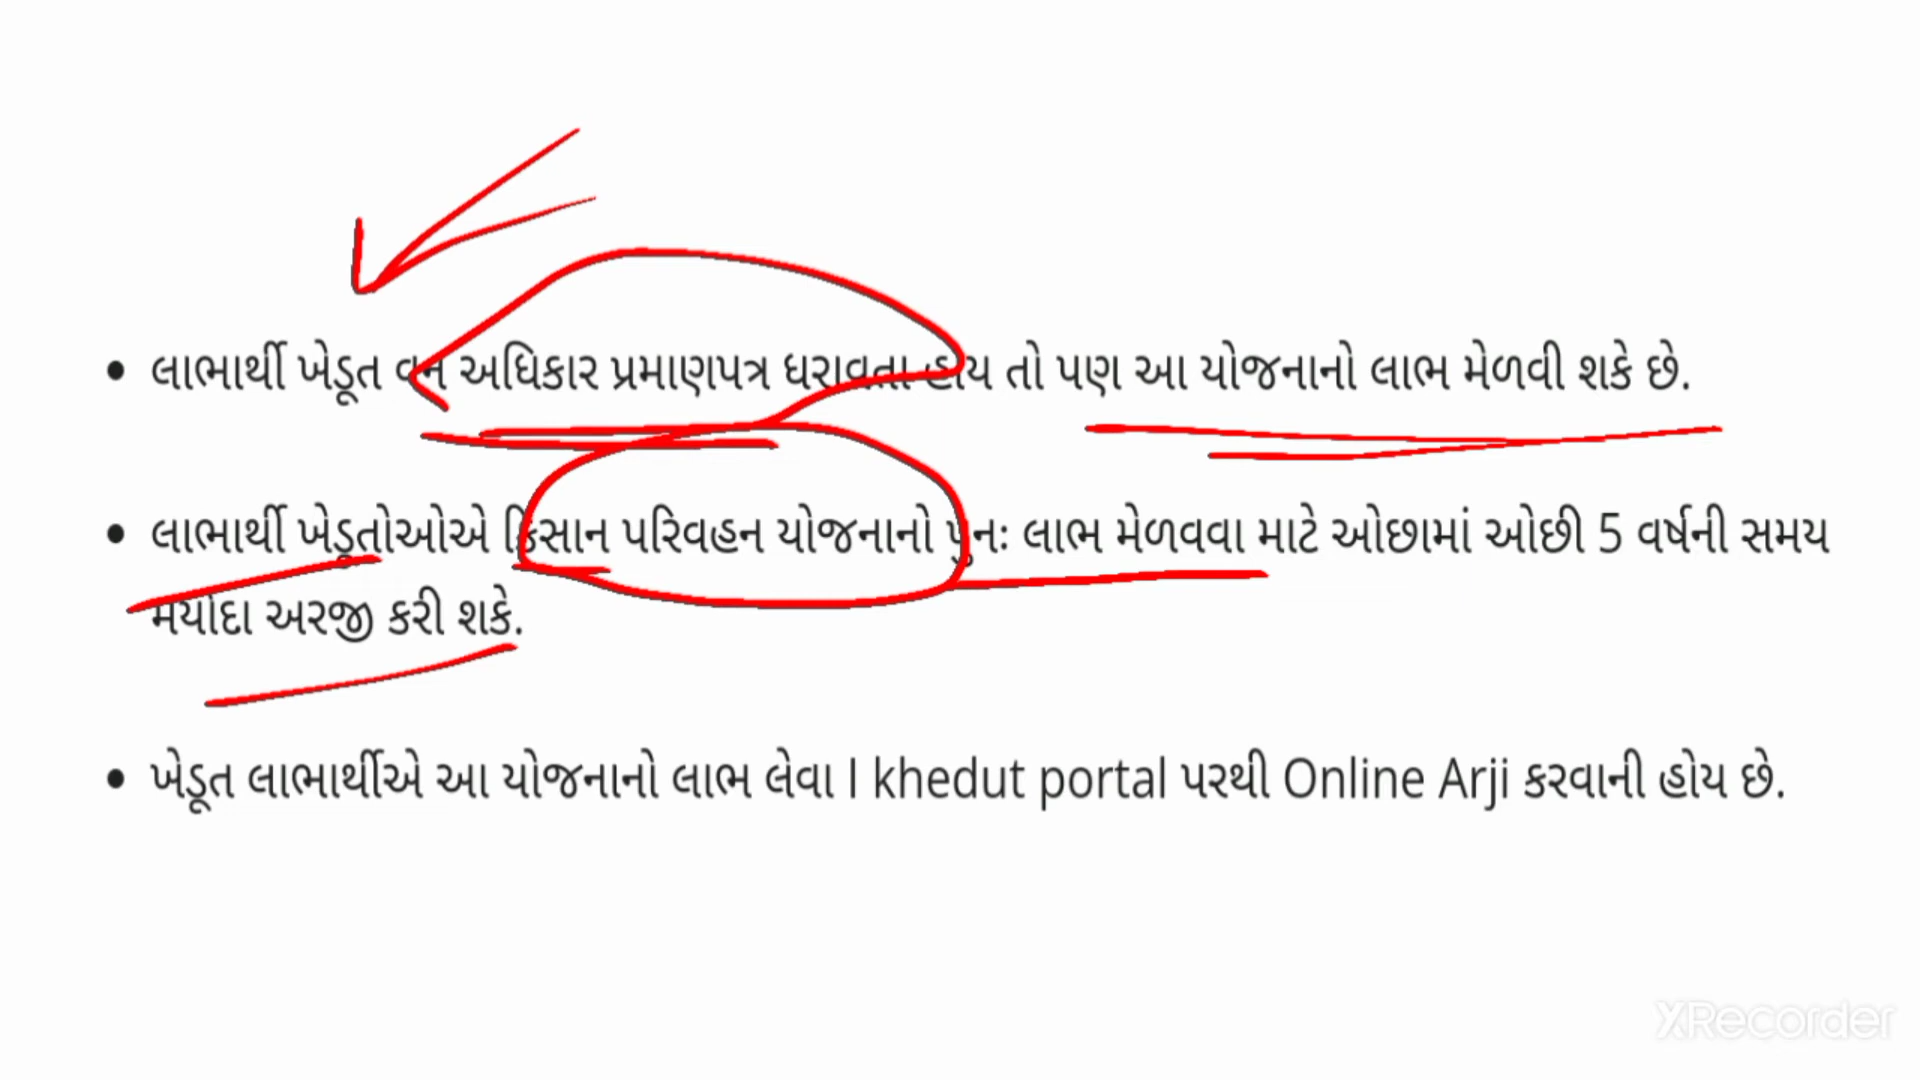 • લાભાર્થી ખેડૂત વન અધિકાર પ્રમાણપત્ર ધરાવતા હોય તો પણ આ યોજનાનો લાભ મેળવી શકે છે.
• લાભાર્થી ખેડૂતોઓએ કિસાન પરિવહન યોજનાનો પુનઃ લાભ મેળવવા માટે ઓછામાં ઓછી 5 વર્ષની સમય
મર્યાદા અરજી કરી શકે.
• ખેડૂત લાભાર્થીએ આ યોજનાનો લાભ લેવા I khedut portal પરથી Online Arji કરવાની હોય છે.
XRecorder